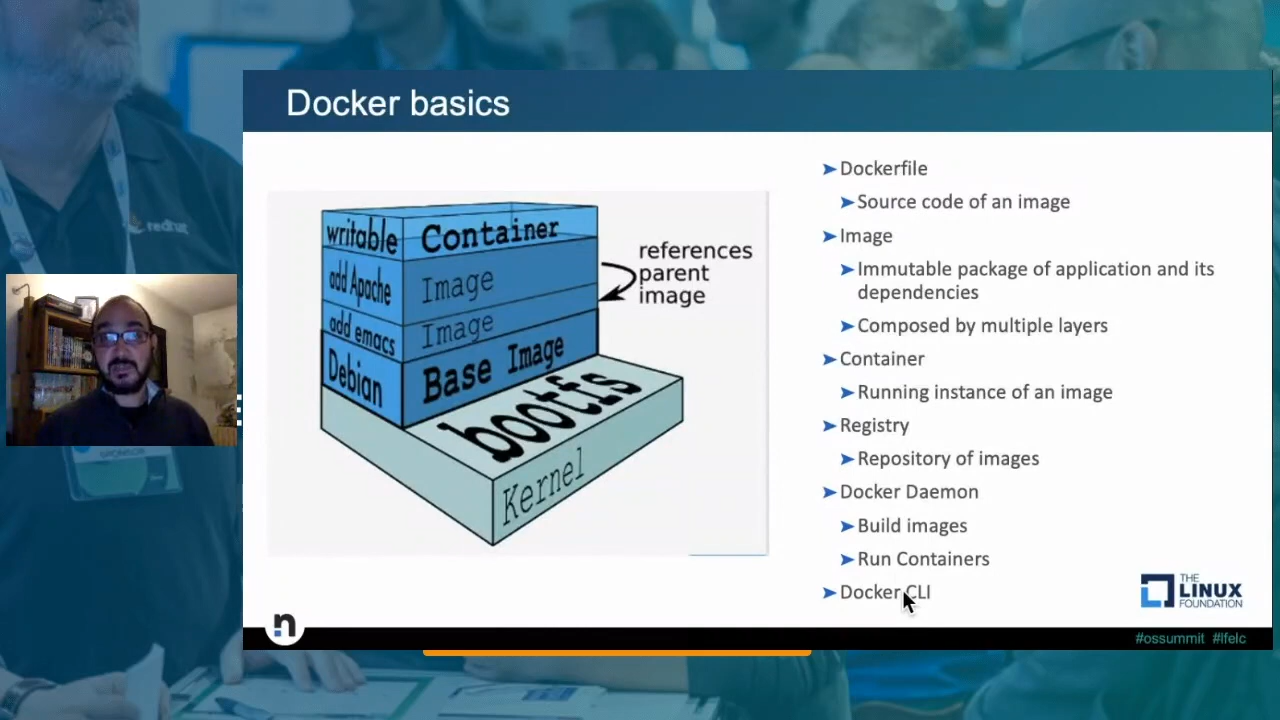 Docker basics
writable Container
add Apache Image
add emacs Image
Debian Base Image
bootfs
Kernel
references
parent
image
Dockerfile
Source code of an image
Image
Immutable package of application and its
dependencies
Composed by multiple layers
Container
Running instance of an image
Registry
Repository of images
Docker Daemon
Build images
Run Containers
Docker CLI
THE
LINUX
FOUNDATION
n
#ossummit #lfelc
redhat
SPONSOR